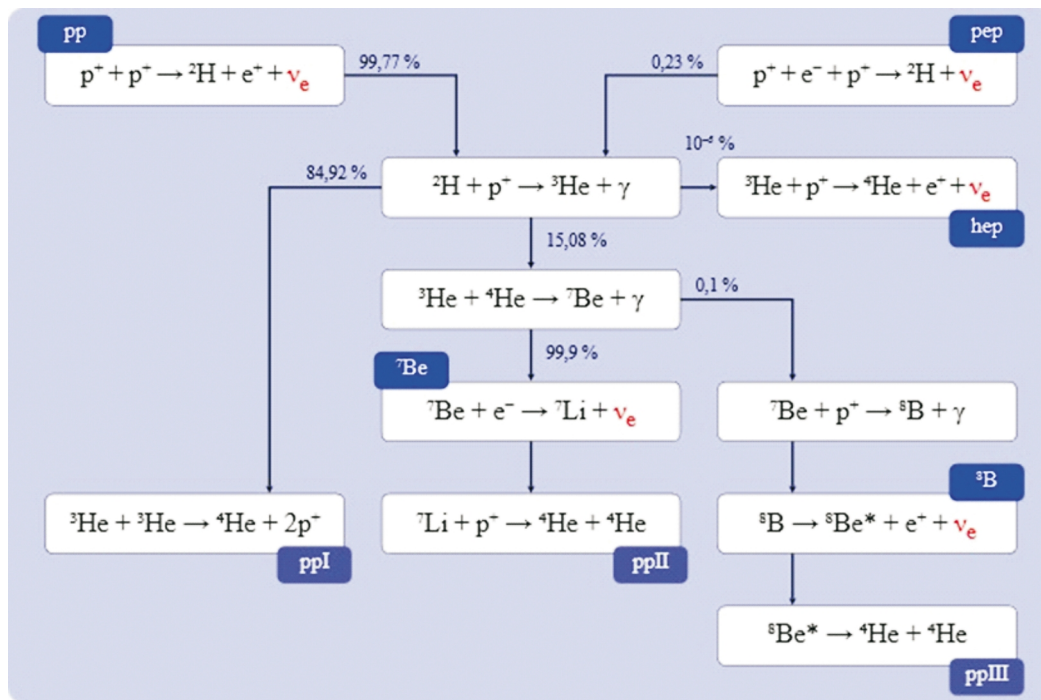 pp
pep
p⁺ + p⁺ → ²H + e⁺ + νₑ
99,77 %
0,23 %
p⁺ + e⁻ + p⁺ → ²H + νₑ
10⁻⁵ %
84,92 %
²H + p⁺ → ³He + γ
³He + p⁺ → ⁴He + e⁺ + νₑ
hep
15,08 %
³He + ⁴He → ⁷Be + γ
0,1 %
99,9 %
⁷Be
⁷Be + e⁻ → ⁷Li + νₑ
⁷Be + p⁺ → ⁸B + γ
⁸B
³He + ³He → ⁴He + 2p⁺
⁷Li + p⁺ → ⁴He + ⁴He
⁸B → ⁸Be* + e⁺ + νₑ
ppI
ppII
⁸Be* → ⁴He + ⁴He
ppIII